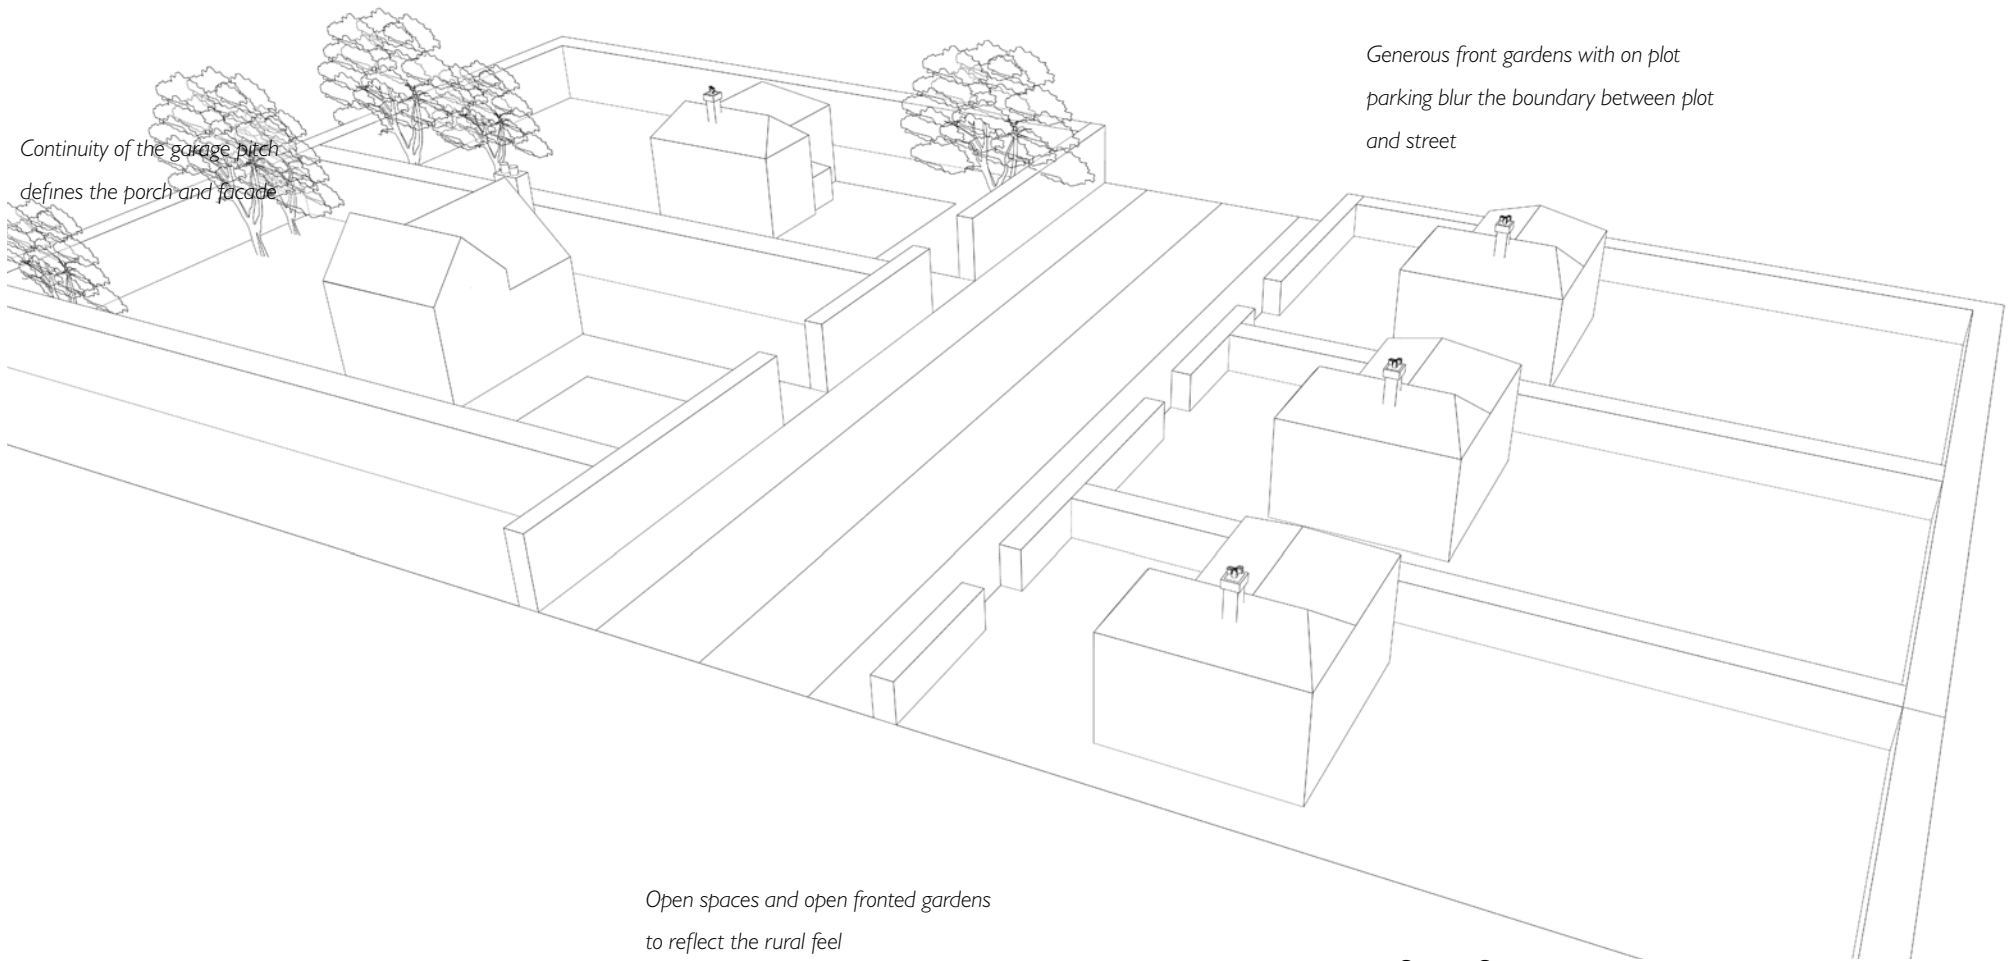 Generous front gardens with on plot
parking blur the boundary between plot
and street
Continuity of the garage pitch
defines the porch and facade
Open spaces and open fronted gardens
to reflect the rural feel